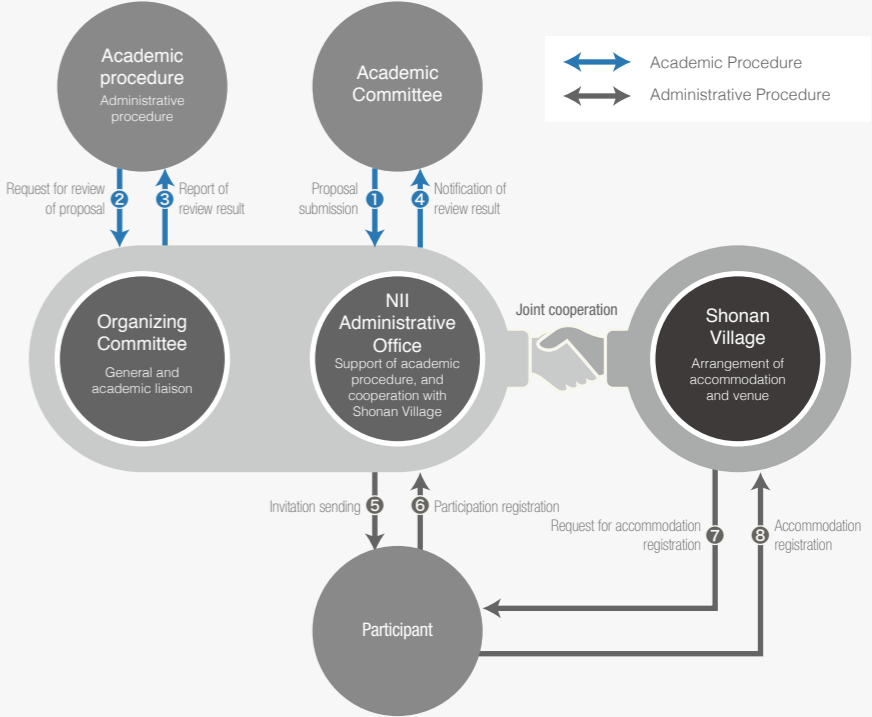 Academic
procedure
Administrative
procedure
Academic
Committee
Academic Procedure
Administrative Procedure
Request for review
of proposal
2
3
Report of
review result
Proposal
submission
1
4
Notification of
review result
Organizing
Committee
General and
academic liaison
NII
Administrative
Office
Support of academic
procedure, and
cooperation with
Shonan Village
Joint cooperation
Shonan
Village
Arrangement of
accommodation
and venue
Invitation sending
5
6
Participation registration
Request for accommodation
registration
7
8
Accommodation
registration
Participant